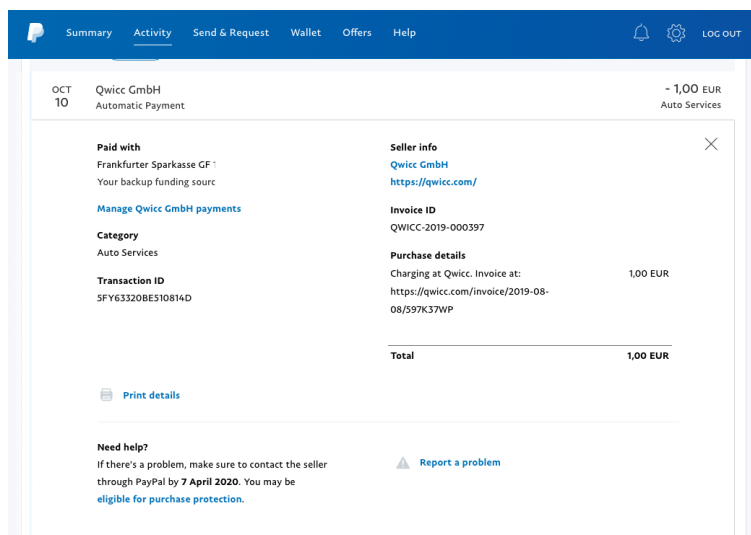 Summary Activity Send & Request Wallet Offers Help LOG OUT
OCT 10
Qwicc GmbH
Automatic Payment
- 1,00 EUR
Auto Services
Paid with
Frankfurter Sparkasse GF
Your backup funding sourc
Manage Qwicc GmbH payments
Category
Auto Services
Transaction ID
5FY63320BE510814D
Seller info
Qwicc GmbH
https://qwicc.com/
Invoice ID
QWICC-2019-000397
Purchase details
Charging at Qwicc. Invoice at: 1,00 EUR
https://qwicc.com/invoice/2019-08-
08/597K37WP
Total 1,00 EUR
Print details
Need help?
If there's a problem, make sure to contact the seller
through PayPal by 7 April 2020. You may be
eligible for purchase protection.
Report a problem